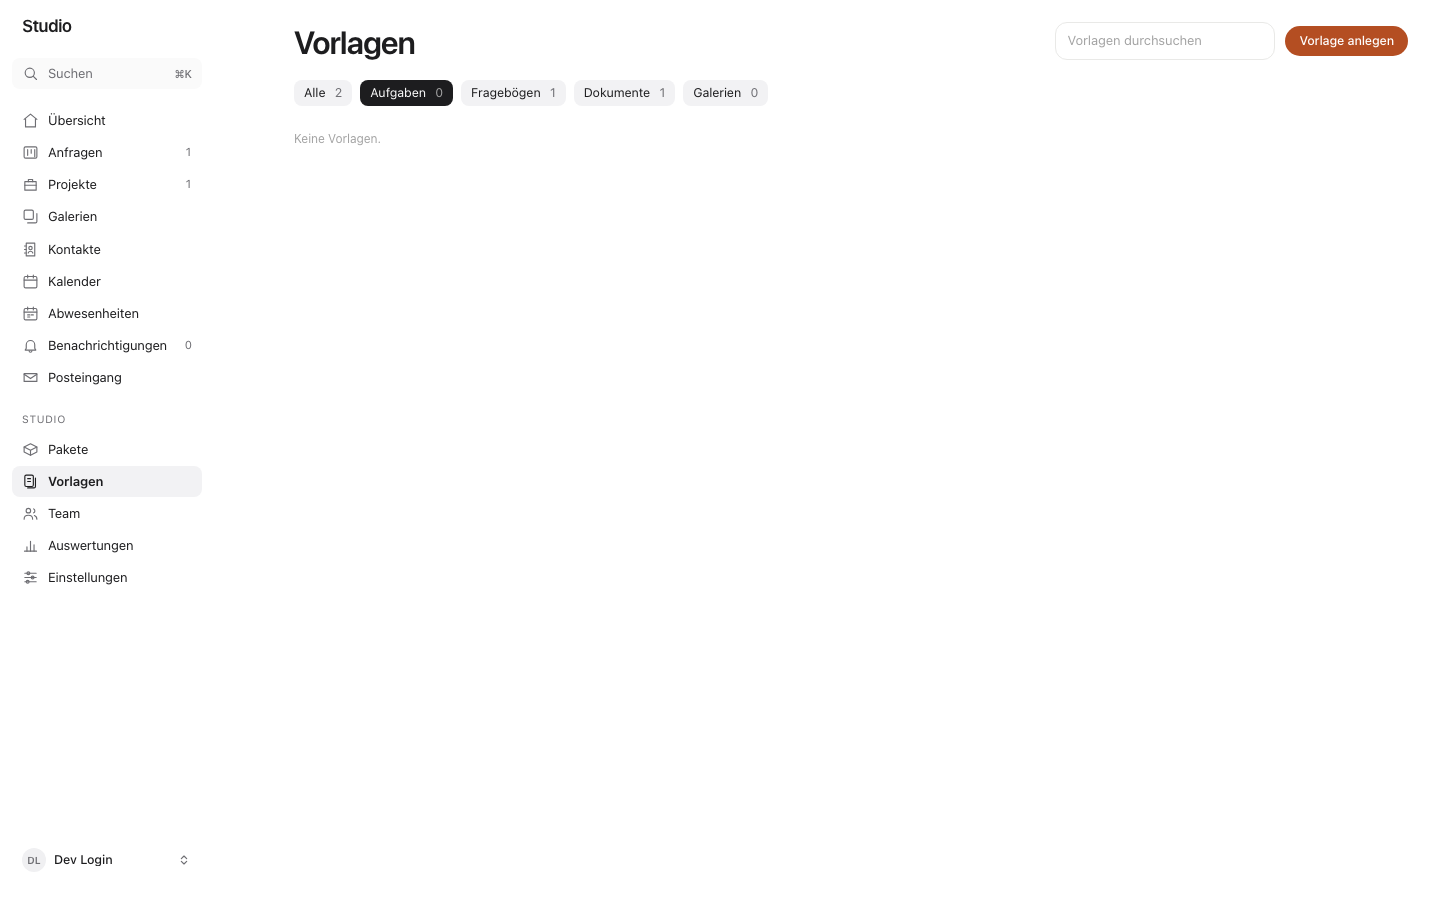 Studio
Suchen ⌘K
Übersicht
Anfragen 1
Projekte 1
Galerien
Kontakte
Kalender
Abwesenheiten
Benachrichtigungen 0
Posteingang
STUDIO
Pakete
Vorlagen
Team
Auswertungen
Einstellungen
DL Dev Login
Vorlagen
Vorlagen durchsuchen
Vorlage anlegen
Alle 2 Aufgaben 0 Fragebögen 1 Dokumente 1 Galerien 0
Keine Vorlagen.